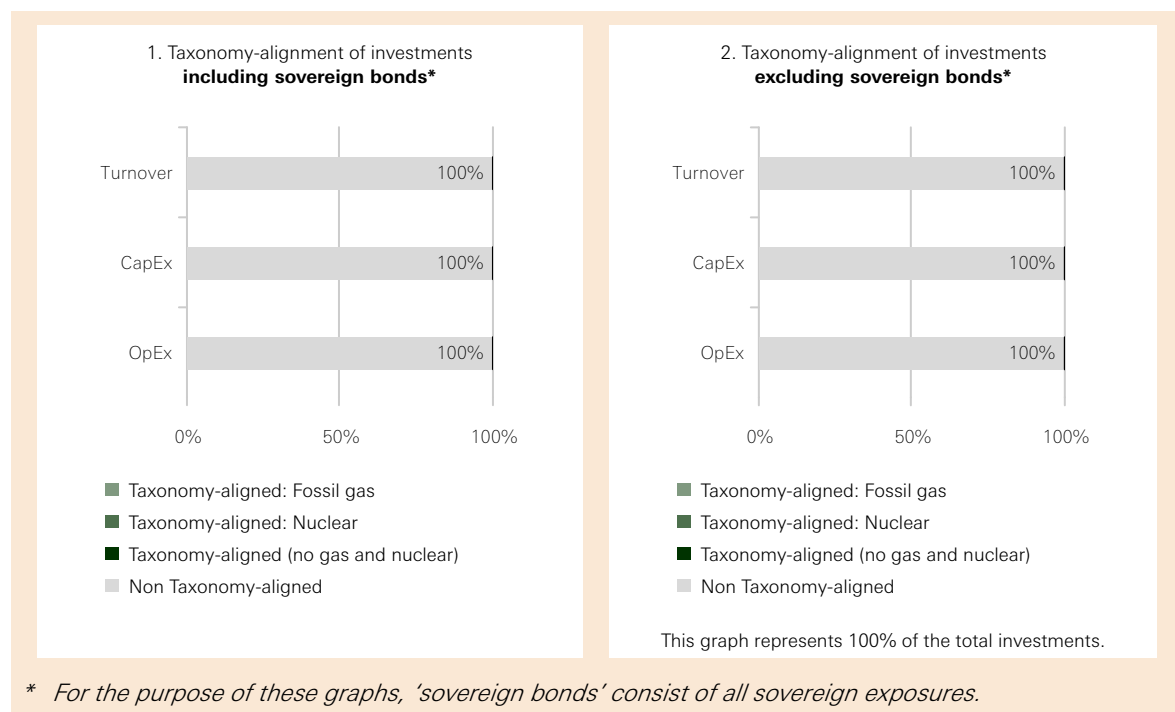 1. Taxonomy-alignment of investments
including sovereign bonds*
Turnover
100%
CapEx
100%
OpEx
100%
0%
50%
100%
Taxonomy-aligned: Fossil gas
Taxonomy-aligned: Nuclear
Taxonomy-aligned (no gas and nuclear)
Non Taxonomy-aligned
2. Taxonomy-alignment of investments
excluding sovereign bonds*
Turnover
100%
CapEx
100%
OpEx
100%
0%
50%
100%
Taxonomy-aligned: Fossil gas
Taxonomy-aligned: Nuclear
Taxonomy-aligned (no gas and nuclear)
Non Taxonomy-aligned
This graph represents 100% of the total investments.
* For the purpose of these graphs, ‘sovereign bonds’ consist of all sovereign exposures.